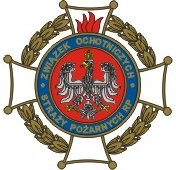 ZWIĄZEK OCHOTNICZYCH
STRAŻY POŻARNYCH RP